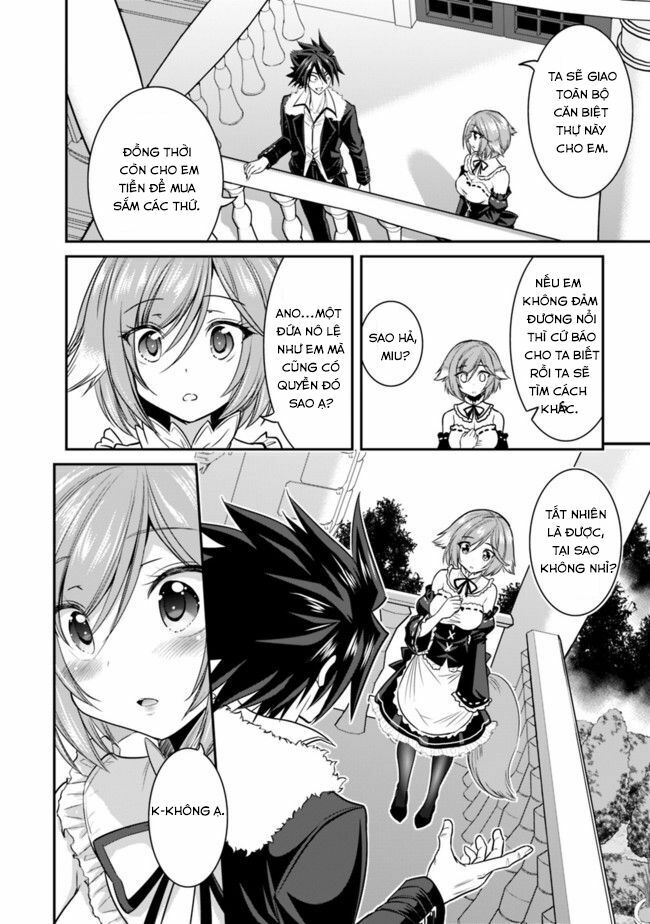 TA SẼ GIAO
TOÀN BỘ
CĂN BIỆT
THỰ NÀY
CHO EM.
ĐỒNG THỜI
CÒN CHO EM
TIỀN ĐỂ MUA
SẮM CÁC THỨ.
NẾU EM
KHÔNG ĐẢM
ĐƯƠNG NỔI
THÌ CỨ BÁO
CHO TA BIẾT
RỒI TA SẼ
TÌM CÁCH
KHÁC.
SAO HẢ,
MIU?
ANO...MỘT
ĐỨA NÔ LỆ
NHƯ EM MÀ
CŨNG CÓ
QUYỀN ĐÓ
SAO Ạ?
TẤT NHIÊN
LÀ ĐƯỢC,
TẠI SAO
KHÔNG NHỈ?
K-KHÔNG Ạ.